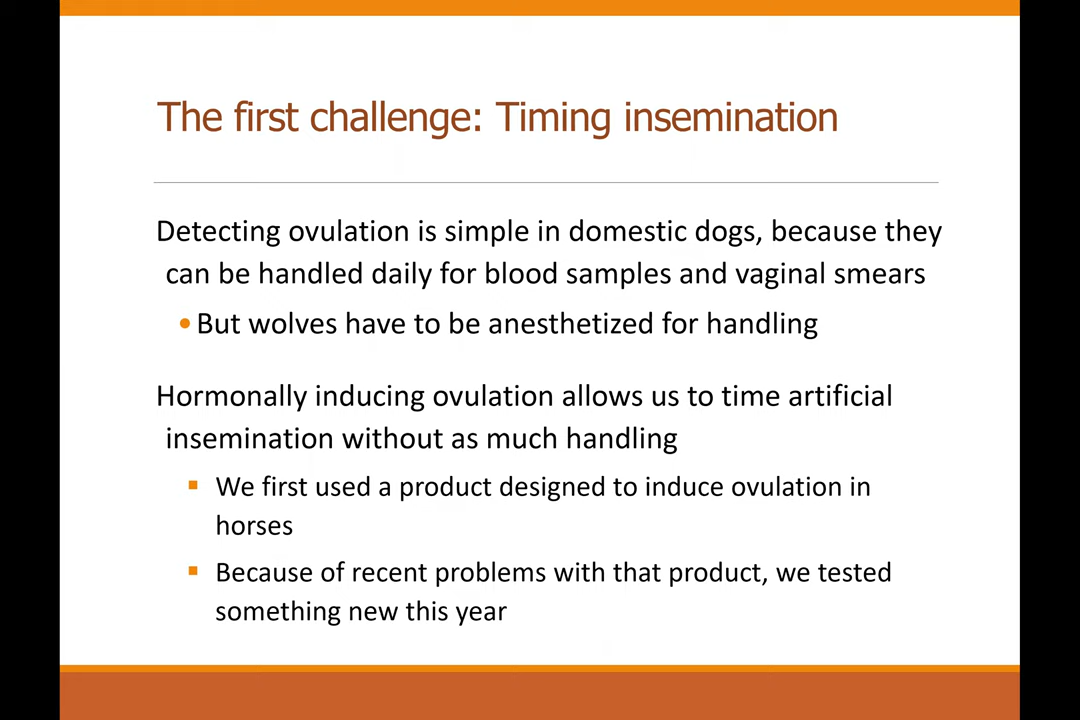 The first challenge: Timing insemination
Detecting ovulation is simple in domestic dogs, because they
can be handled daily for blood samples and vaginal smears
• But wolves have to be anesthetized for handling
Hormonally inducing ovulation allows us to time artificial
insemination without as much handling
▪ We first used a product designed to induce ovulation in
horses
▪ Because of recent problems with that product, we tested
something new this year